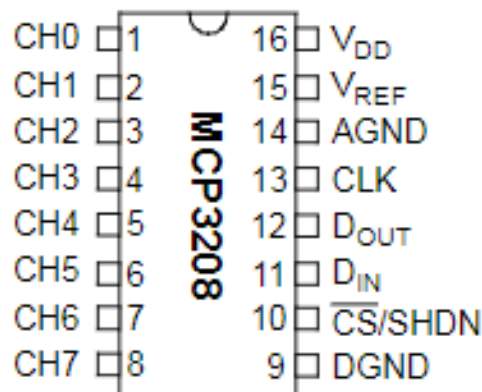 CH0 1 16 VDD
CH1 2 15 VREF
CH2 3 14 AGND
CH3 4 13 CLK
CH4 5 12 DOUT
CH5 6 11 DIN
CH6 7 10 C̅S̅/SHDN
CH7 8 9 DGND
MCP3208